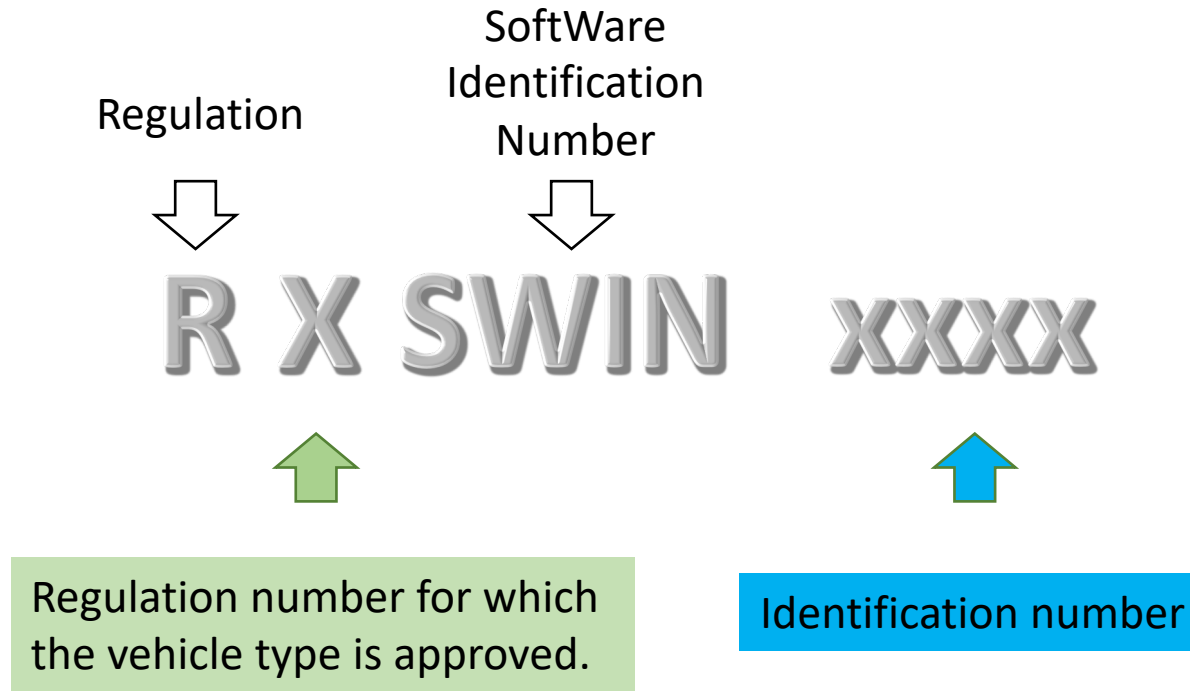 SoftWare
Identification
Number
Regulation
R X SWIN xxxx
Regulation number for which
the vehicle type is approved.
Identification number